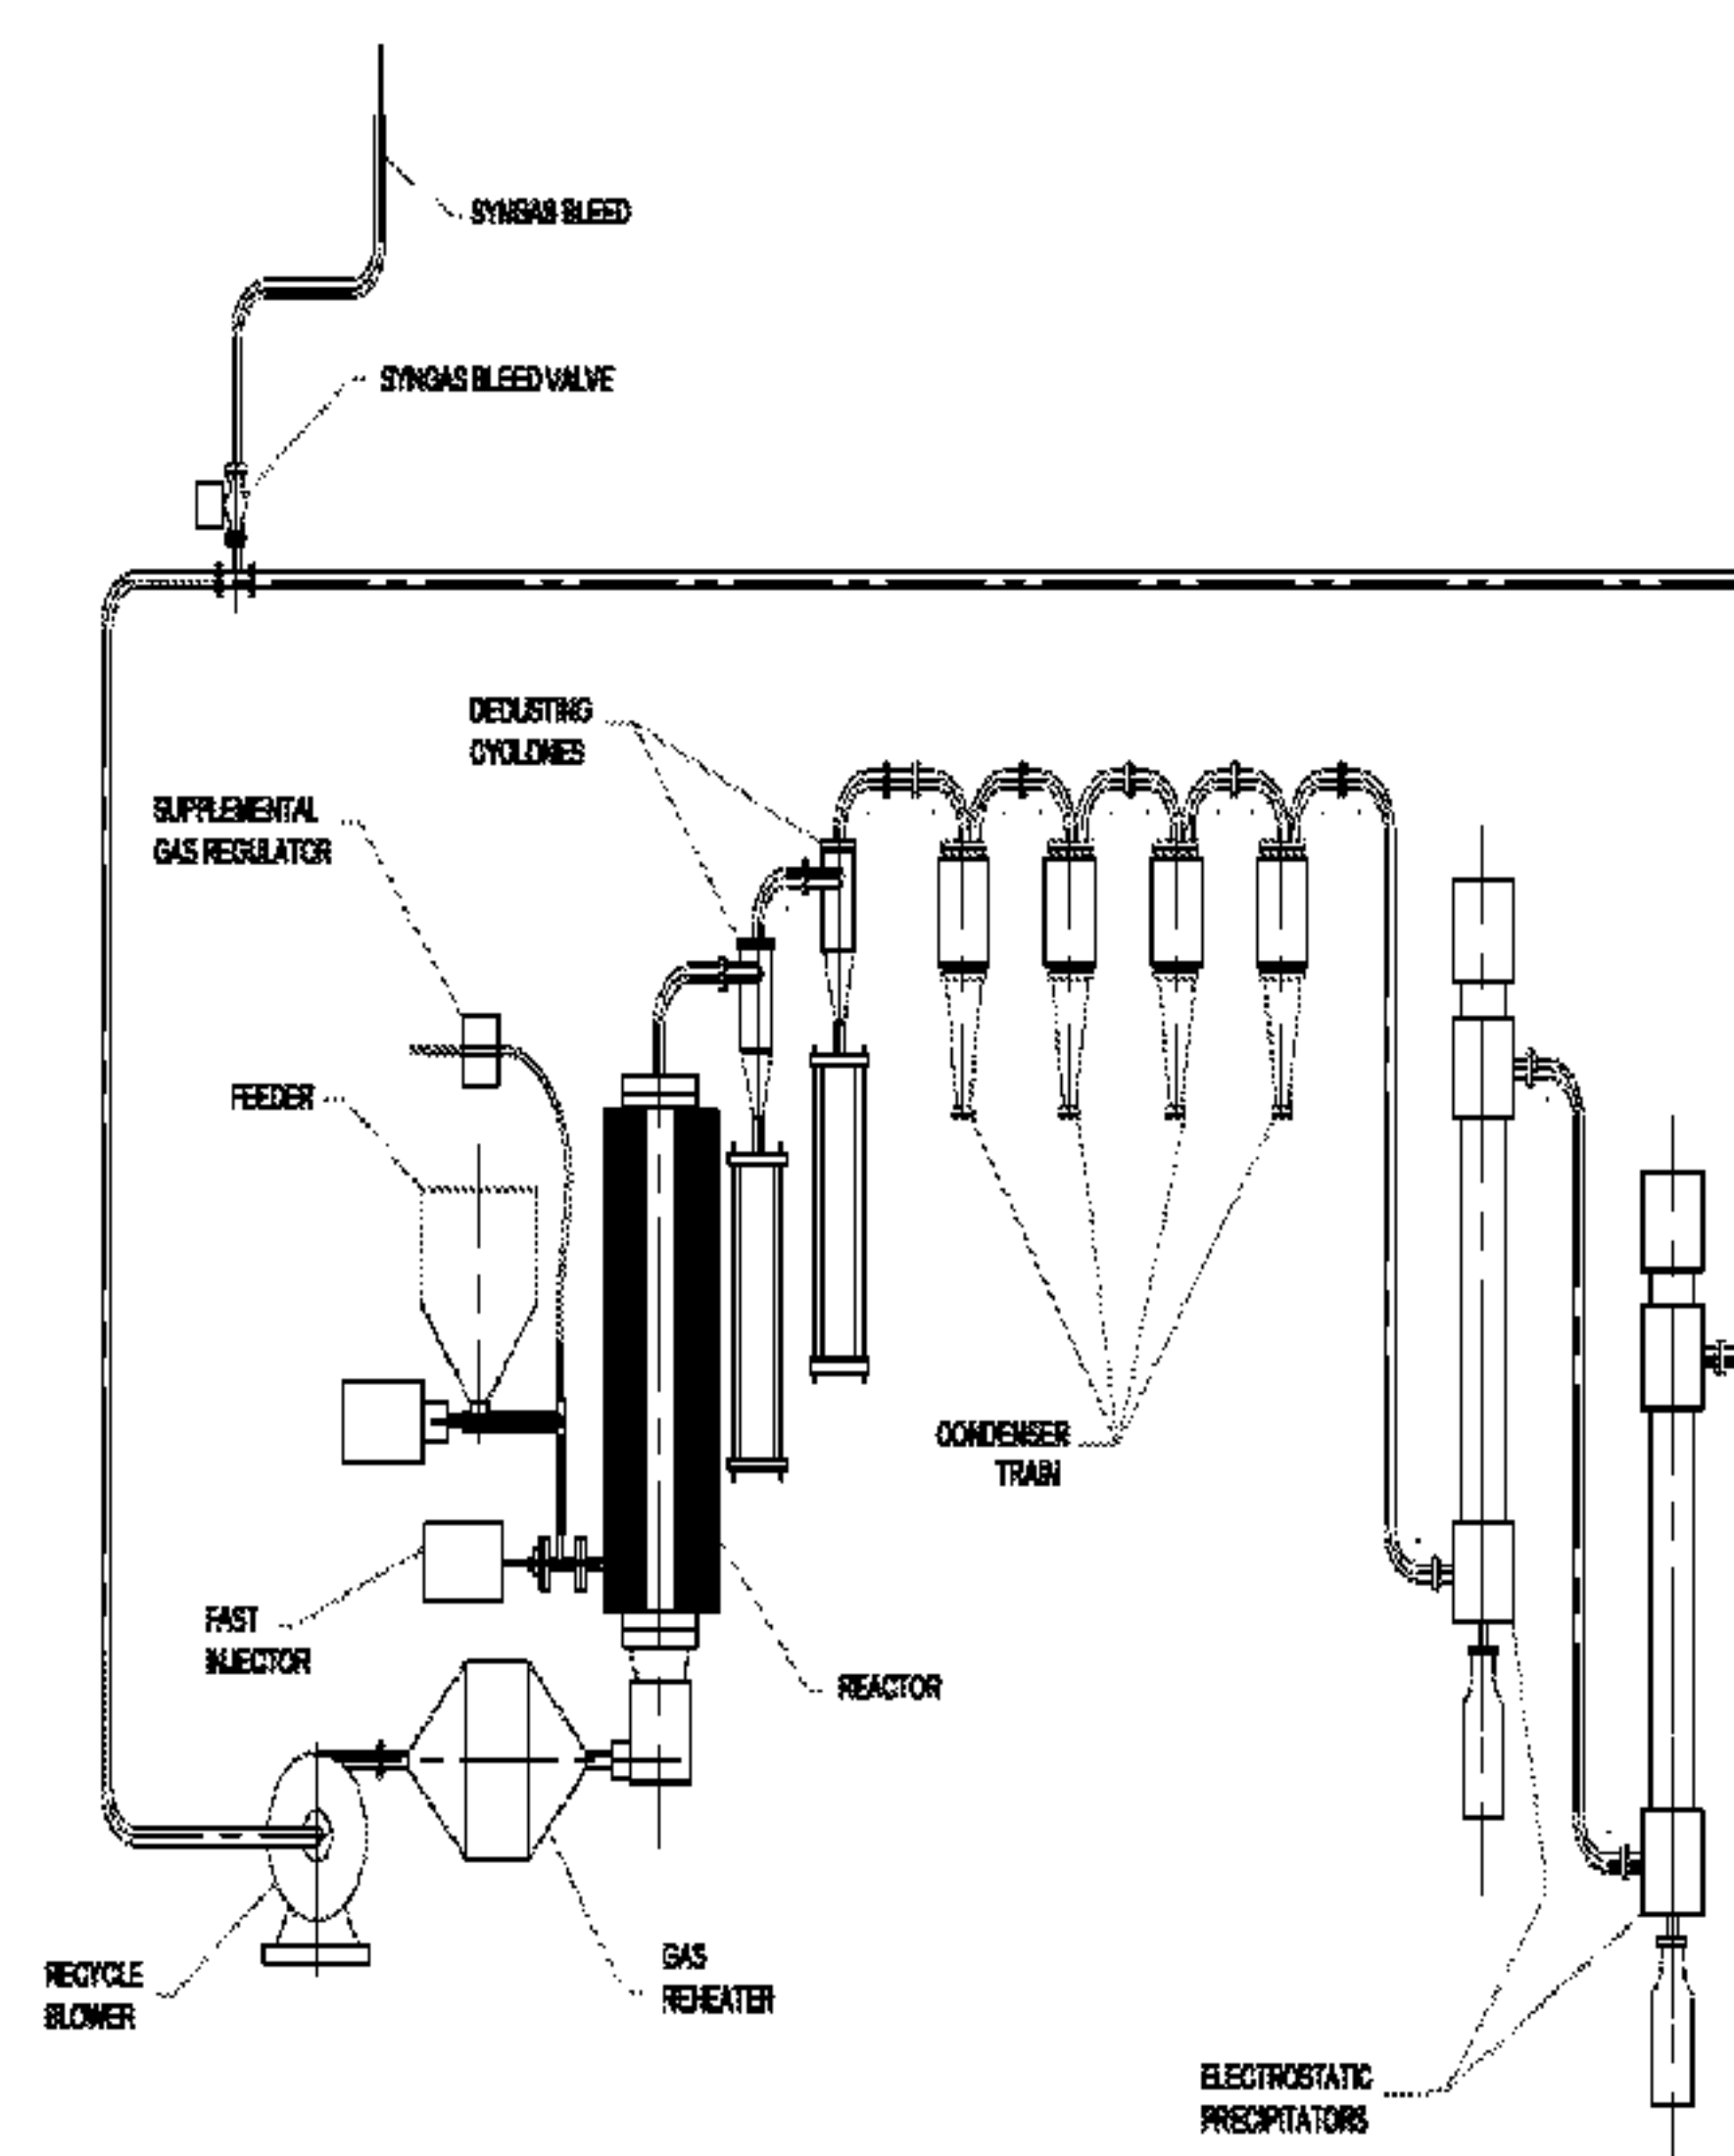 SYNGAS BLEED
SYNGAS BLEED VALVE
DEDUSTING
CYCLONES
SUPPLEMENTAL
GAS REGULATOR
FEEDER
CONDENSER
TRAIN
FAST
INJECTOR
REACTOR
GAS
REHEATER
RECYCLE
BLOWER
ELECTROSTATIC
PRECIPITATORS